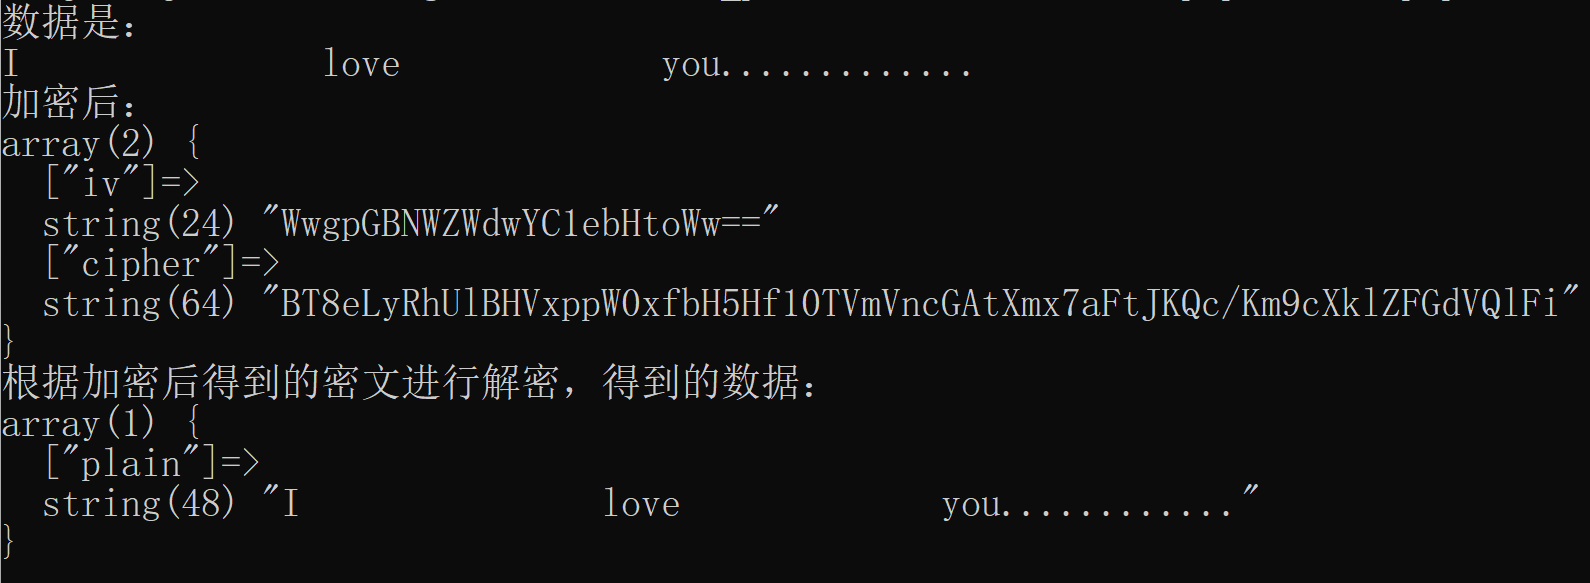 数据是：
I               love             you.............
加密后：
array(2) {
  ["iv"]=>
  string(24) "WwgpGBNWZWdwYC1ebHtoWw=="
  ["cipher"]=>
  string(64) "BT8eLyRhUlBHVxppW0xfbH5Hf10TVmVncGAtXmx7aFtJKQc/Km9cXklZFGdVQlFi"
}
根据加密后得到的密文进行解密，得到的数据：
array(1) {
  ["plain"]=>
  string(48) "I               love             you............"
}